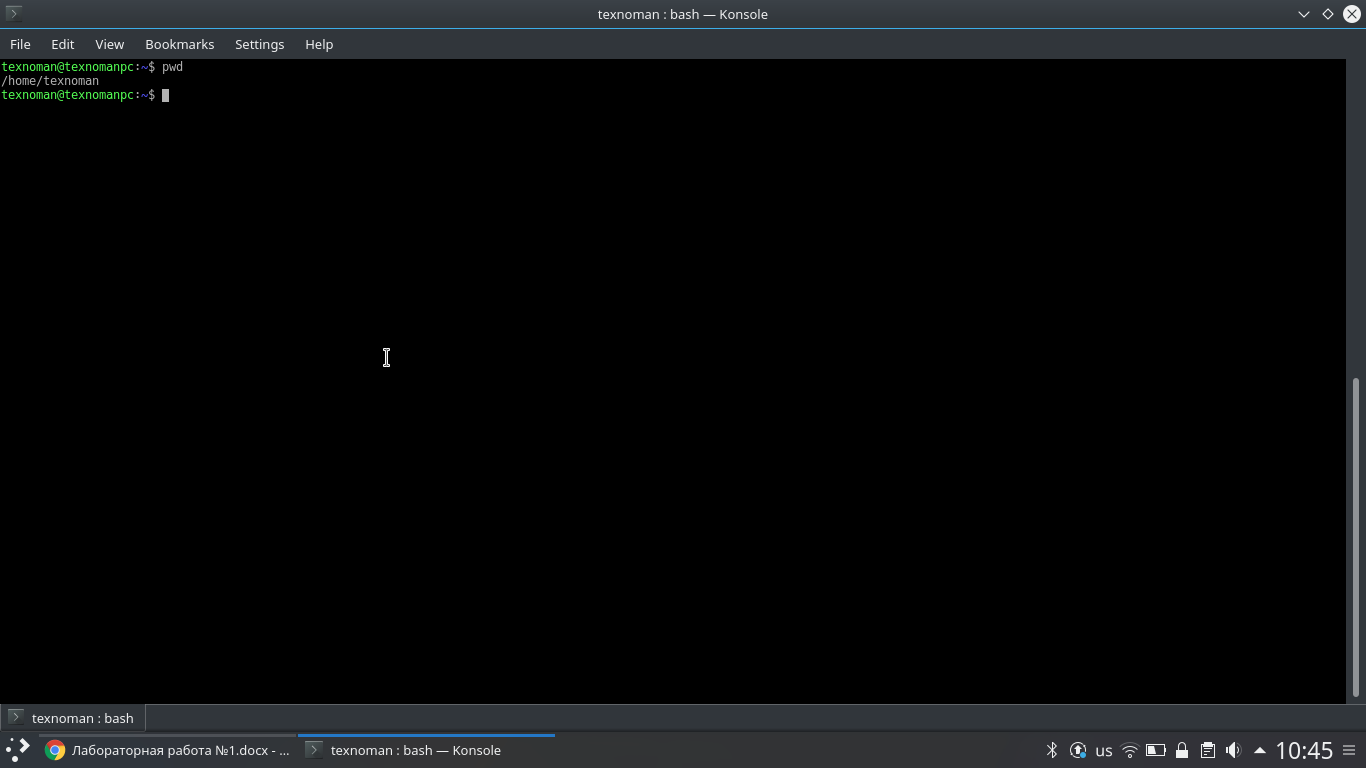 texnoman : bash — Konsole
File Edit View Bookmarks Settings Help
texnoman@texnomanpc:~$ pwd
/home/texnoman
texnoman@texnomanpc:~$
texnoman : bash
Лабораторная работа №1.docx - ... texnoman : bash — Konsole us 10:45